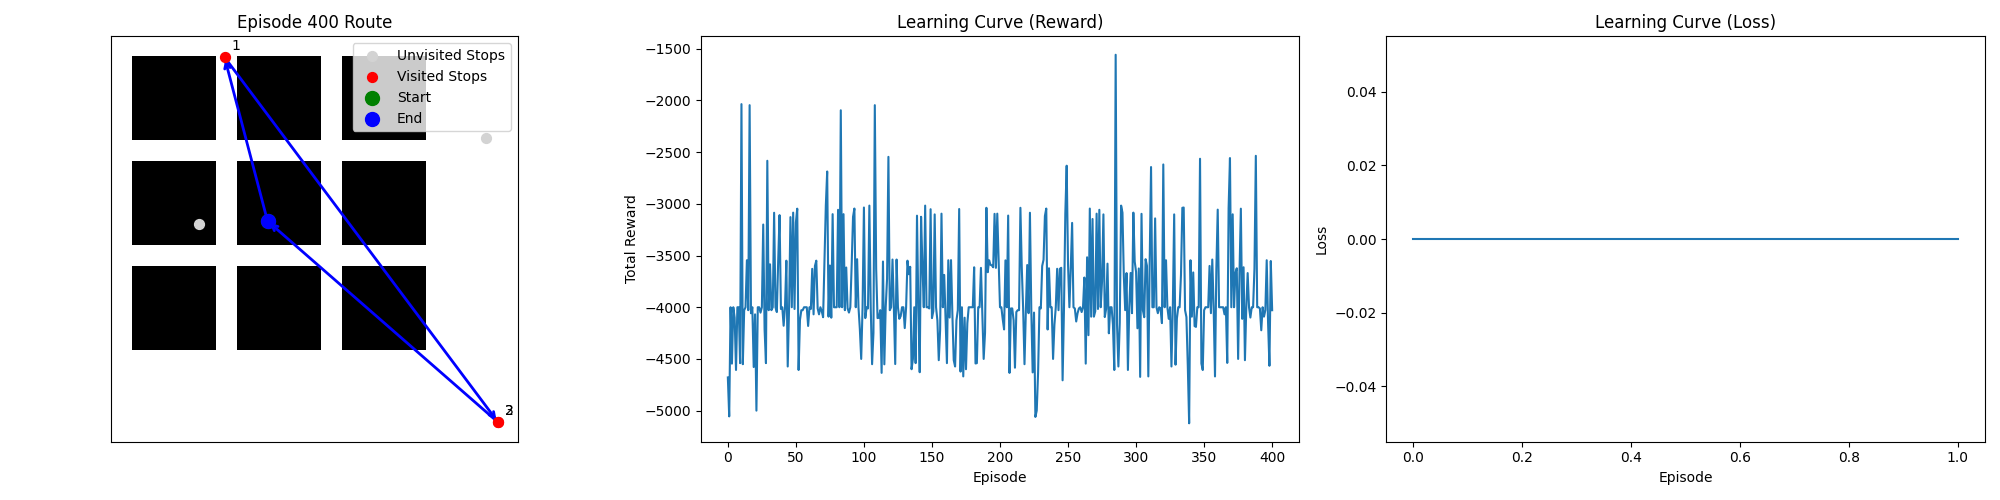 Episode 400 Route
1
Unvisited Stops
Visited Stops
Start
End
3
Learning Curve (Reward)
Total Reward
−1500
−2000
−2500
−3000
−3500
−4000
−4500
−5000
0 50 100 150 200 250 300 350 400
Episode
Learning Curve (Loss)
Loss
0.04
0.02
0.00
−0.02
−0.04
0.0 0.2 0.4 0.6 0.8 1.0
Episode